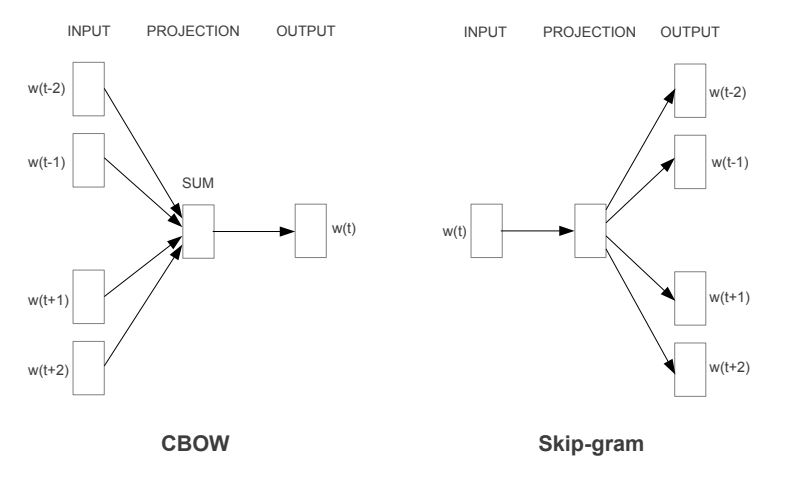 INPUT PROJECTION OUTPUT
w(t-2)
w(t-1)
SUM
w(t)
w(t+1)
w(t+2)
CBOW
INPUT PROJECTION OUTPUT
w(t-2)
w(t-1)
w(t)
w(t+1)
w(t+2)
Skip-gram